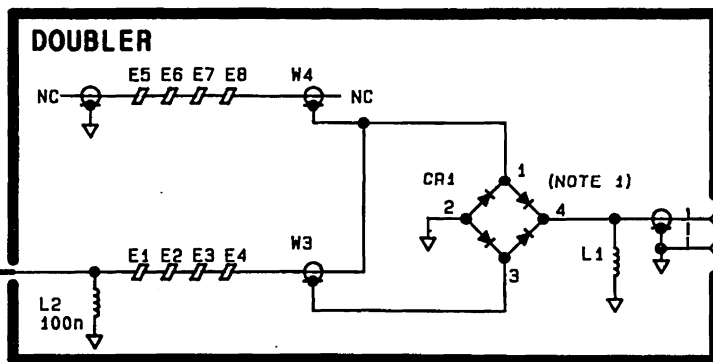 DOUBLER
E5 E6 E7 E8 W4
NC NC
CR1 1 (NOTE 1)
2 4
E1 E2 E3 E4 W3
3 L1
L2
100n